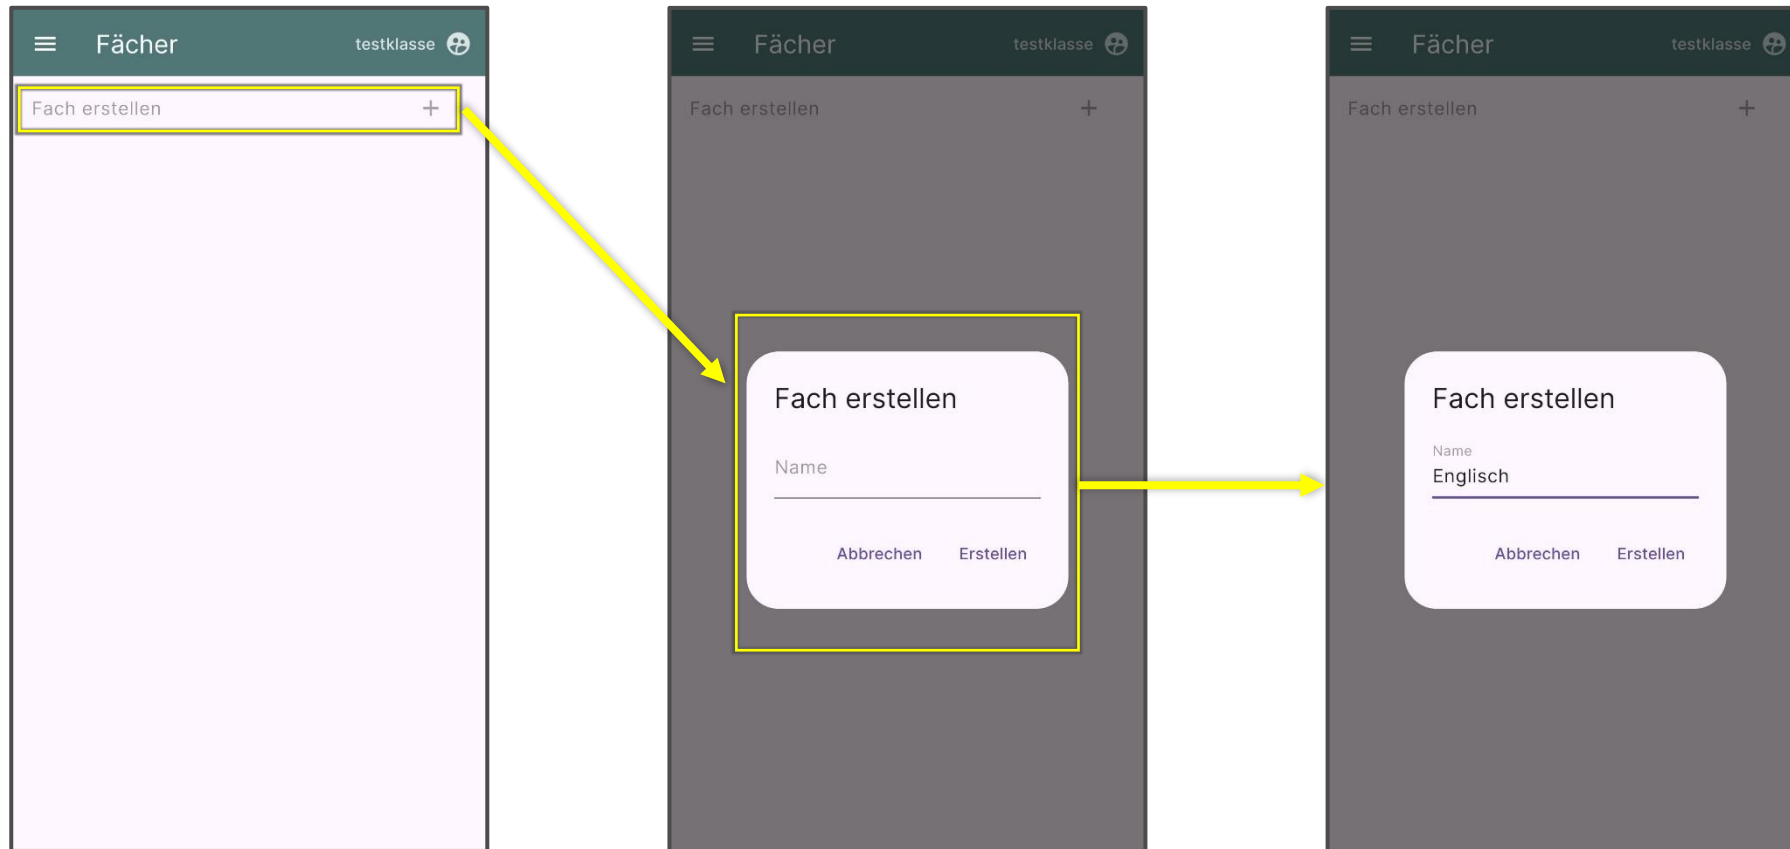 Fächer
testklasse
Fach erstellen
Fächer
testklasse
Fach erstellen
Fach erstellen
Name
Abbrechen Erstellen
Fächer
testklasse
Fach erstellen
Fach erstellen
Name
Englisch
Abbrechen Erstellen